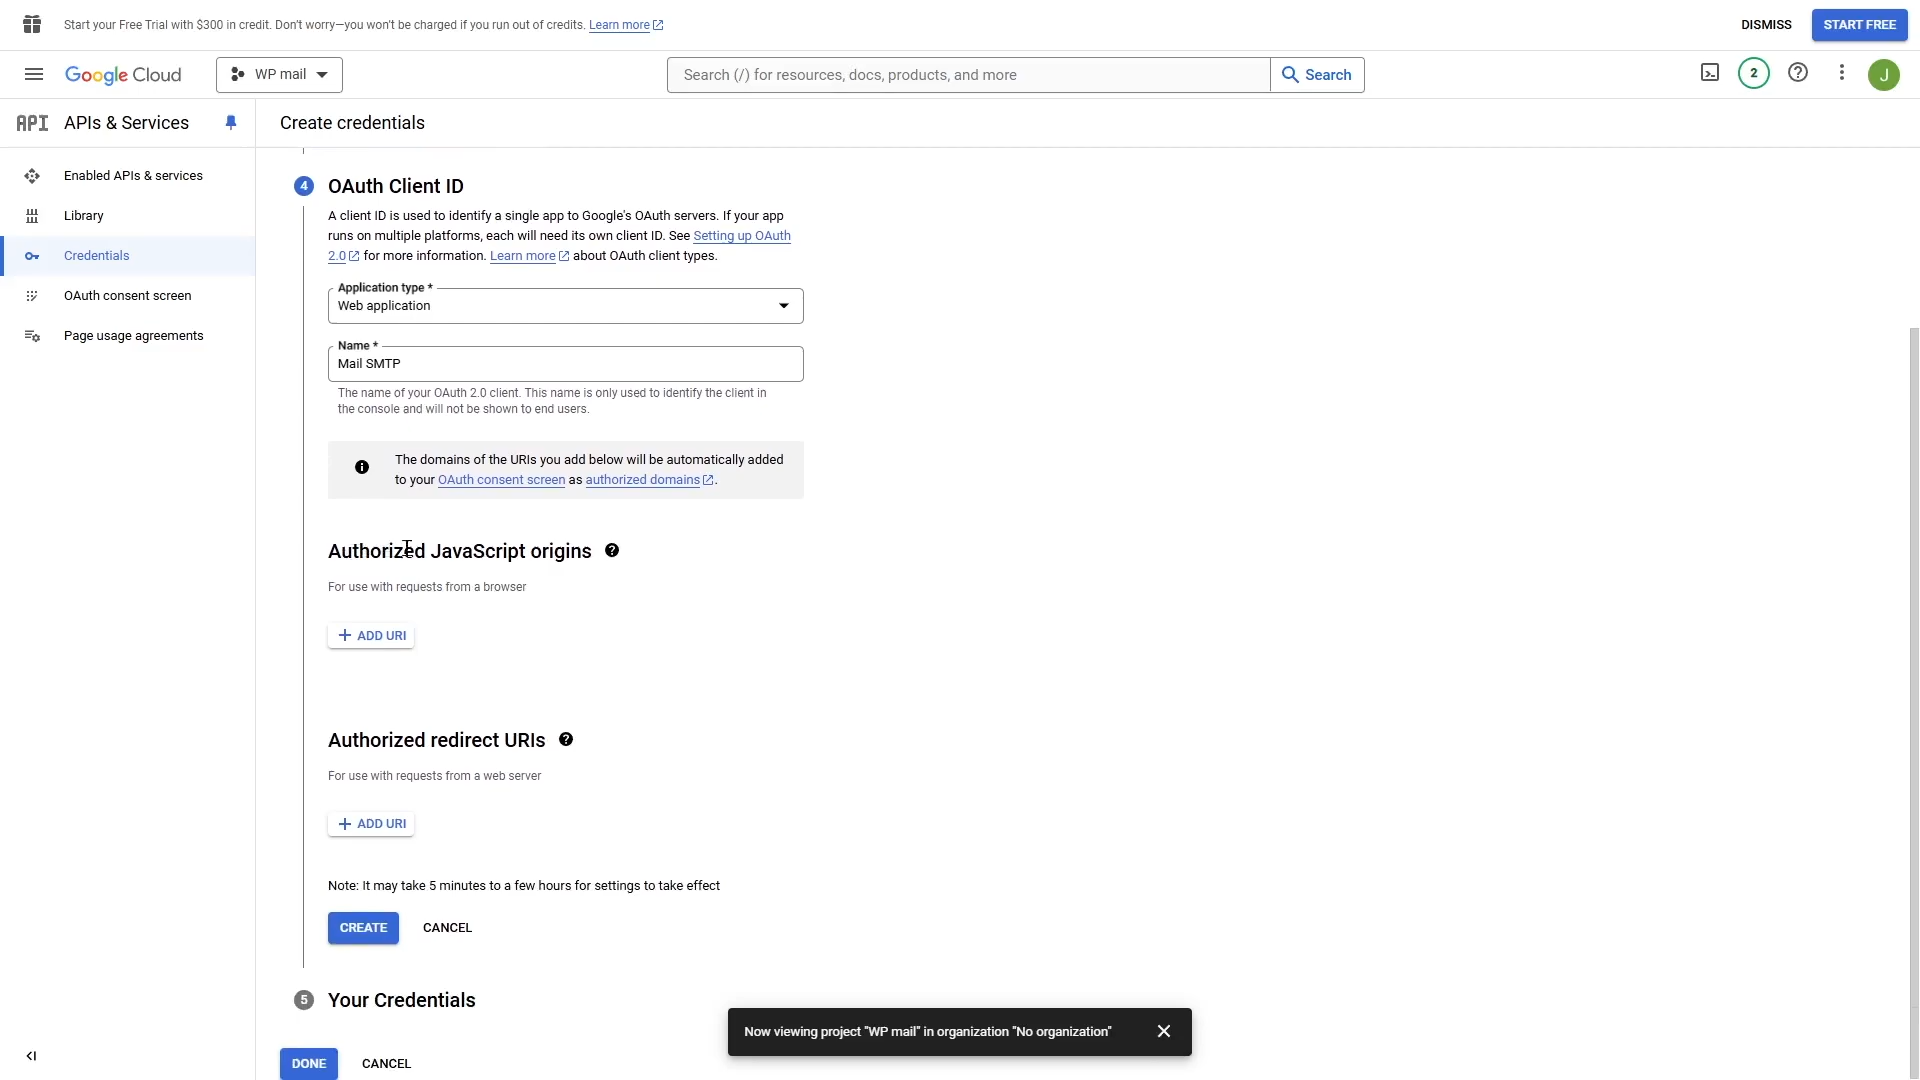 Start your Free Trial with $300 in credit. Don't worry—you won't be charged if you run out of credits. Learn more
DISMISS
START FREE
Google Cloud
WP mail
Search (/) for resources, docs, products, and more
Search
2
J
API APIs & Services
Create credentials
Enabled APIs & services
Library
Credentials
OAuth consent screen
Page usage agreements
4 OAuth Client ID
A client ID is used to identify a single app to Google's OAuth servers. If your app
runs on multiple platforms, each will need its own client ID. See Setting up OAuth
2.0 for more information. Learn more about OAuth client types.
Application type *
Web application
Name *
Mail SMTP
The name of your OAuth 2.0 client. This name is only used to identify the client in
the console and will not be shown to end users.
The domains of the URIs you add below will be automatically added
to your OAuth consent screen as authorized domains.
Authorized JavaScript origins
For use with requests from a browser
+ ADD URI
Authorized redirect URIs
For use with requests from a web server
+ ADD URI
Note: It may take 5 minutes to a few hours for settings to take effect
CREATE
CANCEL
5 Your Credentials
Now viewing project "WP mail" in organization "No organization"
DONE
CANCEL